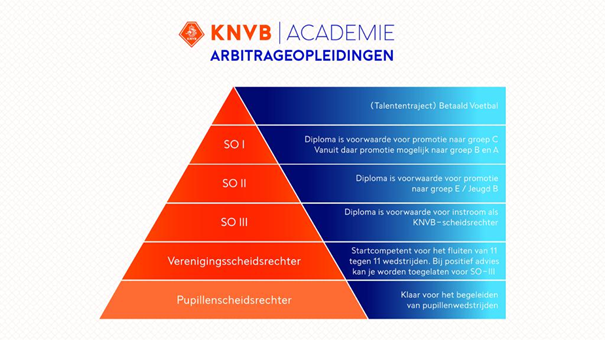 KNVB | ACADEMIE
ARBITRAGEOPLEIDINGEN
(Talententraject) Betaald Voetbal
SO I
Diploma is voorwaarde voor promotie naar groep C
Vanuit daar promotie mogelijk naar groep B en A
SO II
Diploma is voorwaarde voor promotie
naar groep E / Jeugd B
SO III
Diploma is voorwaarde voor instroom als
KNVB-scheidsrechter
Verenigingsscheidsrechter
Startcompetent voor het fluiten van 11
tegen 11 wedstrijden. Bij positief advies
kan je worden toegelaten voor SO-III
Pupillenscheidsrechter
Klaar voor het begeleiden
van pupillenwedstrijden